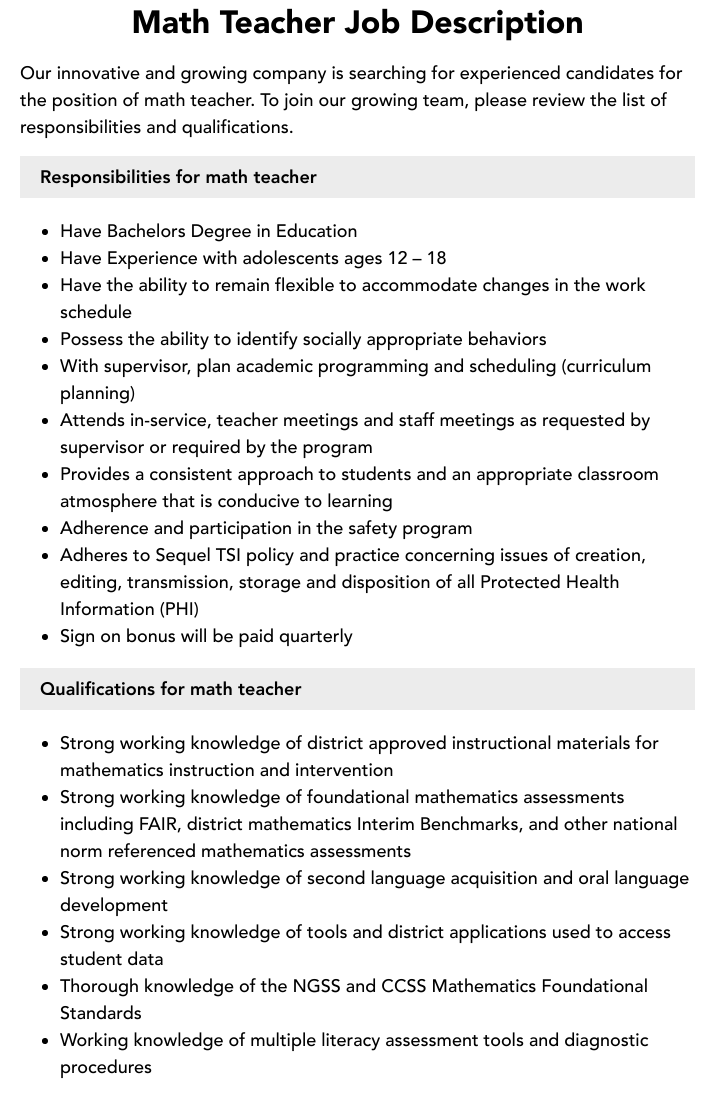 Math Teacher Job Description
Our innovative and growing company is searching for experienced candidates for
the position of math teacher. To join our growing team, please review the list of
responsibilities and qualifications.
Responsibilities for math teacher
• Have Bachelors Degree in Education
• Have Experience with adolescents ages 12 – 18
• Have the ability to remain flexible to accommodate changes in the work
schedule
• Possess the ability to identify socially appropriate behaviors
• With supervisor, plan academic programming and scheduling (curriculum
planning)
• Attends in-service, teacher meetings and staff meetings as requested by
supervisor or required by the program
• Provides a consistent approach to students and an appropriate classroom
atmosphere that is conducive to learning
• Adherence and participation in the safety program
• Adheres to Sequel TSI policy and practice concerning issues of creation,
editing, transmission, storage and disposition of all Protected Health
Information (PHI)
• Sign on bonus will be paid quarterly
Qualifications for math teacher
• Strong working knowledge of district approved instructional materials for
mathematics instruction and intervention
• Strong working knowledge of foundational mathematics assessments
including FAIR, district mathematics Interim Benchmarks, and other national
norm referenced mathematics assessments
• Strong working knowledge of second language acquisition and oral language
development
• Strong working knowledge of tools and district applications used to access
student data
• Thorough knowledge of the NGSS and CCSS Mathematics Foundational
Standards
• Working knowledge of multiple literacy assessment tools and diagnostic
procedures